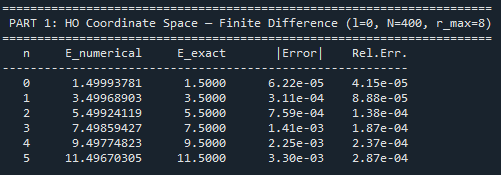 ======================================================================
PART 1: HO Coordinate Space — Finite Difference (l=0, N=400, r_max=8)
======================================================================
n E_numerical E_exact |Error| Rel.Err.
----------------------------------------------------------
0 1.49993781 1.5000 6.22e-05 4.15e-05
1 3.49968903 3.5000 3.11e-04 8.88e-05
2 5.49924119 5.5000 7.59e-04 1.38e-04
3 7.49859427 7.5000 1.41e-03 1.87e-04
4 9.49774823 9.5000 2.25e-03 2.37e-04
5 11.49670305 11.5000 3.30e-03 2.87e-04